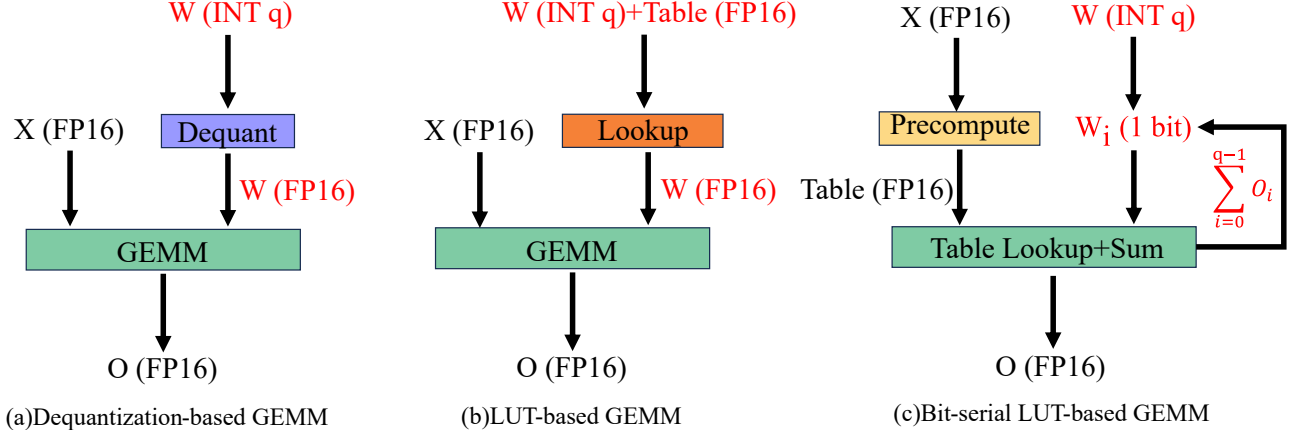 W (INT q)
X (FP16)
Dequant
W (FP16)
GEMM
O (FP16)
(a)Dequantization-based GEMM
W (INT q)+Table (FP16)
X (FP16)
Lookup
W (FP16)
GEMM
O (FP16)
(b)LUT-based GEMM
X (FP16)
W (INT q)
Precompute
W_i (1 bit)
Table (FP16)
\sum_{i=0}^{q-1} O_i
Table Lookup+Sum
O (FP16)
(c)Bit-serial LUT-based GEMM